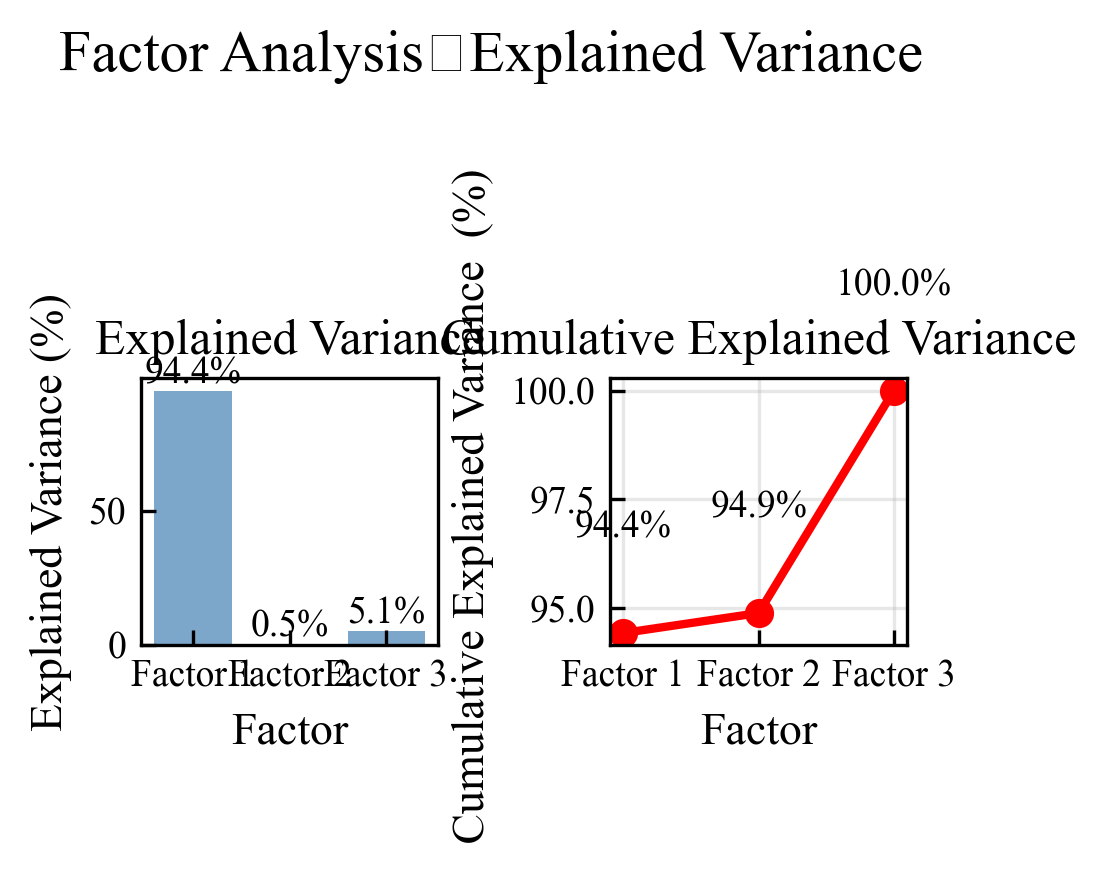 Factor Analysis□Explained Variance
Explained Variance
Explained Variance (%)
94.4%
0.5%
5.1%
50
0
Factor 1
Factor 2
Factor 3
Factor
Cumulative Explained Variance
Cumulative Explained Variance (%)
100.0%
94.9%
94.4%
100.0
97.5
95.0
Factor 1
Factor 2
Factor 3
Factor